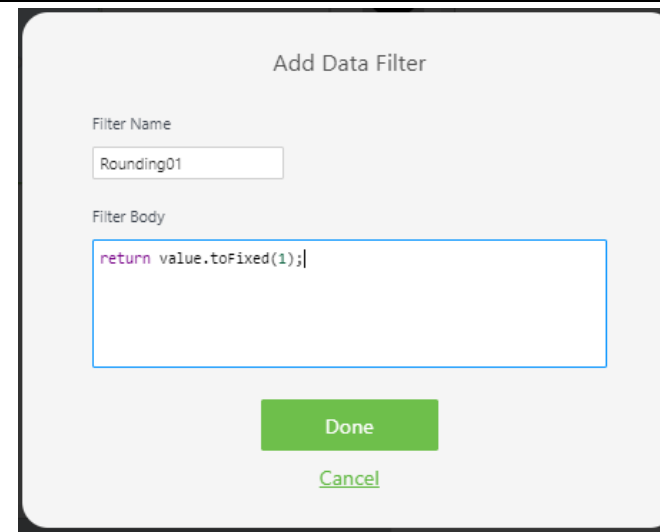 Add Data Filter
Filter Name
Rounding01
Filter Body
return value.toFixed(1);
Done
Cancel